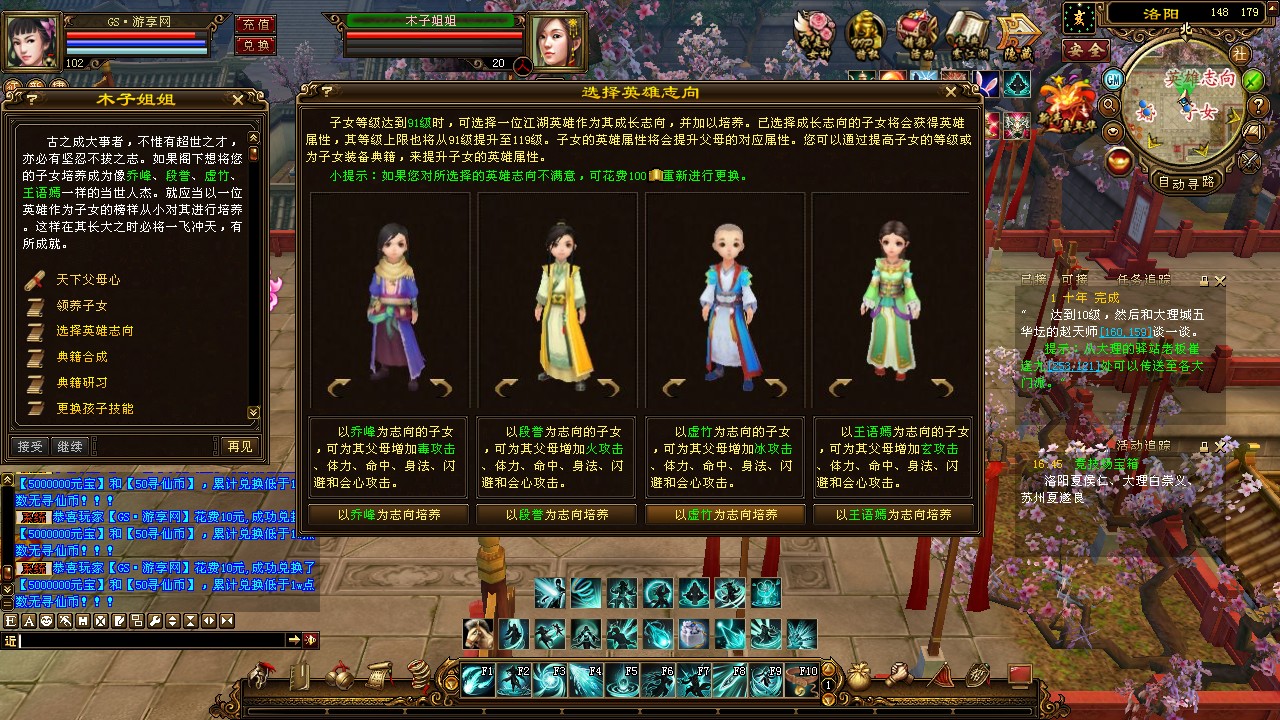 GS·游享网
102
充值
兑换
木子姐姐
20
洛阳
148 179
北
亥
安全
社
GM
自动寻路
木子姐姐
古之成大事者，不惟有超世之才，
亦必有坚忍不拔之志。如果阁下想将您
的子女培养成为像乔峰、段誉、虚竹、
王语嫣一样的当世人杰。就应当以一位
英雄作为子女的榜样从小对其进行培养
。这样在其长大之时必将一飞冲天，有
所成就。
天下父母心
领养子女
选择英雄志向
典籍合成
典籍研习
更换孩子技能
接受
继续
再见
选择英雄志向
子女等级达到91级时，可选择一位江湖英雄作为其成长志向，并加以培养。已选择成长志向的子女将会获得英雄
属性，其等级上限也将从91级提升至119级。子女的英雄属性将会提升父母的对应属性。您可以通过提高子女的等级或
为子女装备典籍，来提升子女的英雄属性。
小提示：如果您对所选择的英雄志向不满意，可花费100重新进行更换。
以乔峰为志向的子女
，可为其父母增加毒攻击
、体力、命中、身法、闪
避和会心攻击。
以段誉为志向的子女
，可为其父母增加火攻击
、体力、命中、身法、闪
避和会心攻击。
以虚竹为志向的子女
，可为其父母增加冰攻击
、体力、命中、身法、闪
避和会心攻击。
以王语嫣为志向的子女
，可为其父母增加玄攻击
、体力、命中、身法、闪
避和会心攻击。
以乔峰为志向培养
以段誉为志向培养
以虚竹为志向培养
以王语嫣为志向培养
已接 可接 任务追踪
1 十年 完成
达到10级，然后和大理城五
华坛的赵天师[160,159]谈一谈。
提示：从大理的驿站老板崔
逢九[253,121]处可以传送至各大
门派。
活动追踪
16:45 竞技场宝箱
洛阳夏侯仁、大理白崇义、
苏州夏燃良
【5000000元宝】和【50寻仙币】，累计兑换低于1
数无寻仙币！！！
恭喜玩家【GS·游享网】花费10元,成功兑
【5000000元宝】和【50寻仙币】，累计兑换低于1w点
数无寻仙币！！！
恭喜玩家【GS·游享网】花费10元,成功兑换了
【5000000元宝】和【50寻仙币】，累计兑换低于1w点
数无寻仙币！！！
近
F1 F2 F3 F4 F5 F6 F7 F8 F9 F10